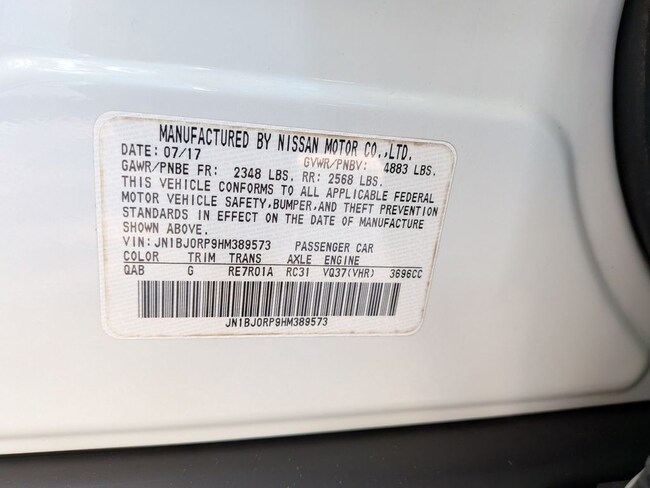 MANUFACTURED BY NISSAN MOTOR CO.,LTD.
DATE: 07/17 GVWR/PNBV: 4883 LBS.
GAWR/PNBE FR: 2348 LBS. RR: 2568 LBS.
THIS VEHICLE CONFORMS TO ALL APPLICABLE FEDERAL
MOTOR VEHICLE SAFETY,BUMPER,AND THEFT PREVENTION
STANDARDS IN EFFECT ON THE DATE OF MANUFACTURE
SHOWN ABOVE.
VIN: JN1BJ0RP9HM389573 PASSENGER CAR
COLOR TRIM TRANS AXLE ENGINE
QAB G RE7R01A RC31 VQ37(VHR) 3696CC
JN1BJ0RP9HM389573